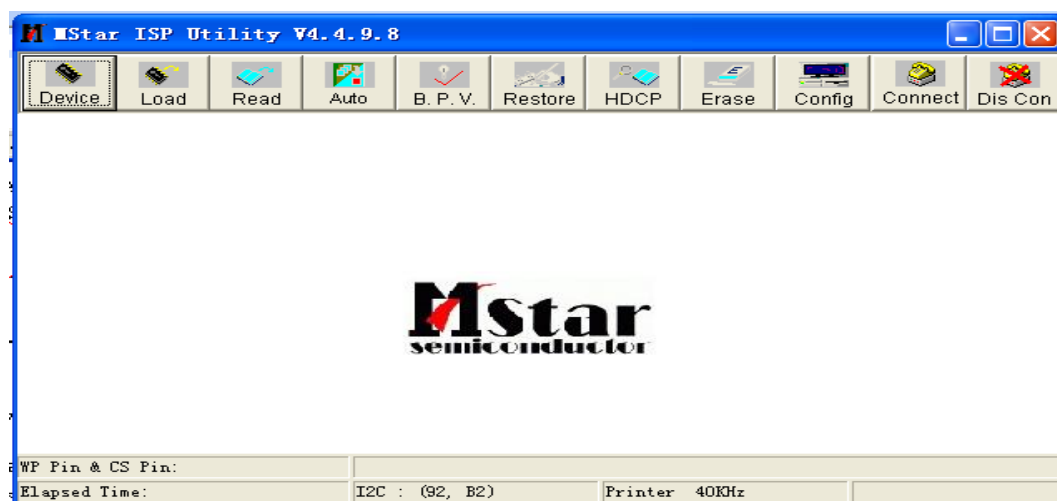 MStar ISP Utility V4.4.9.8
Device Load Read Auto B. P. V. Restore HDCP Erase Config Connect Dis Con
MStar
semiconductor
WP Pin & CS Pin:
Elapsed Time: I2C : (92, B2) Printer 40KHz